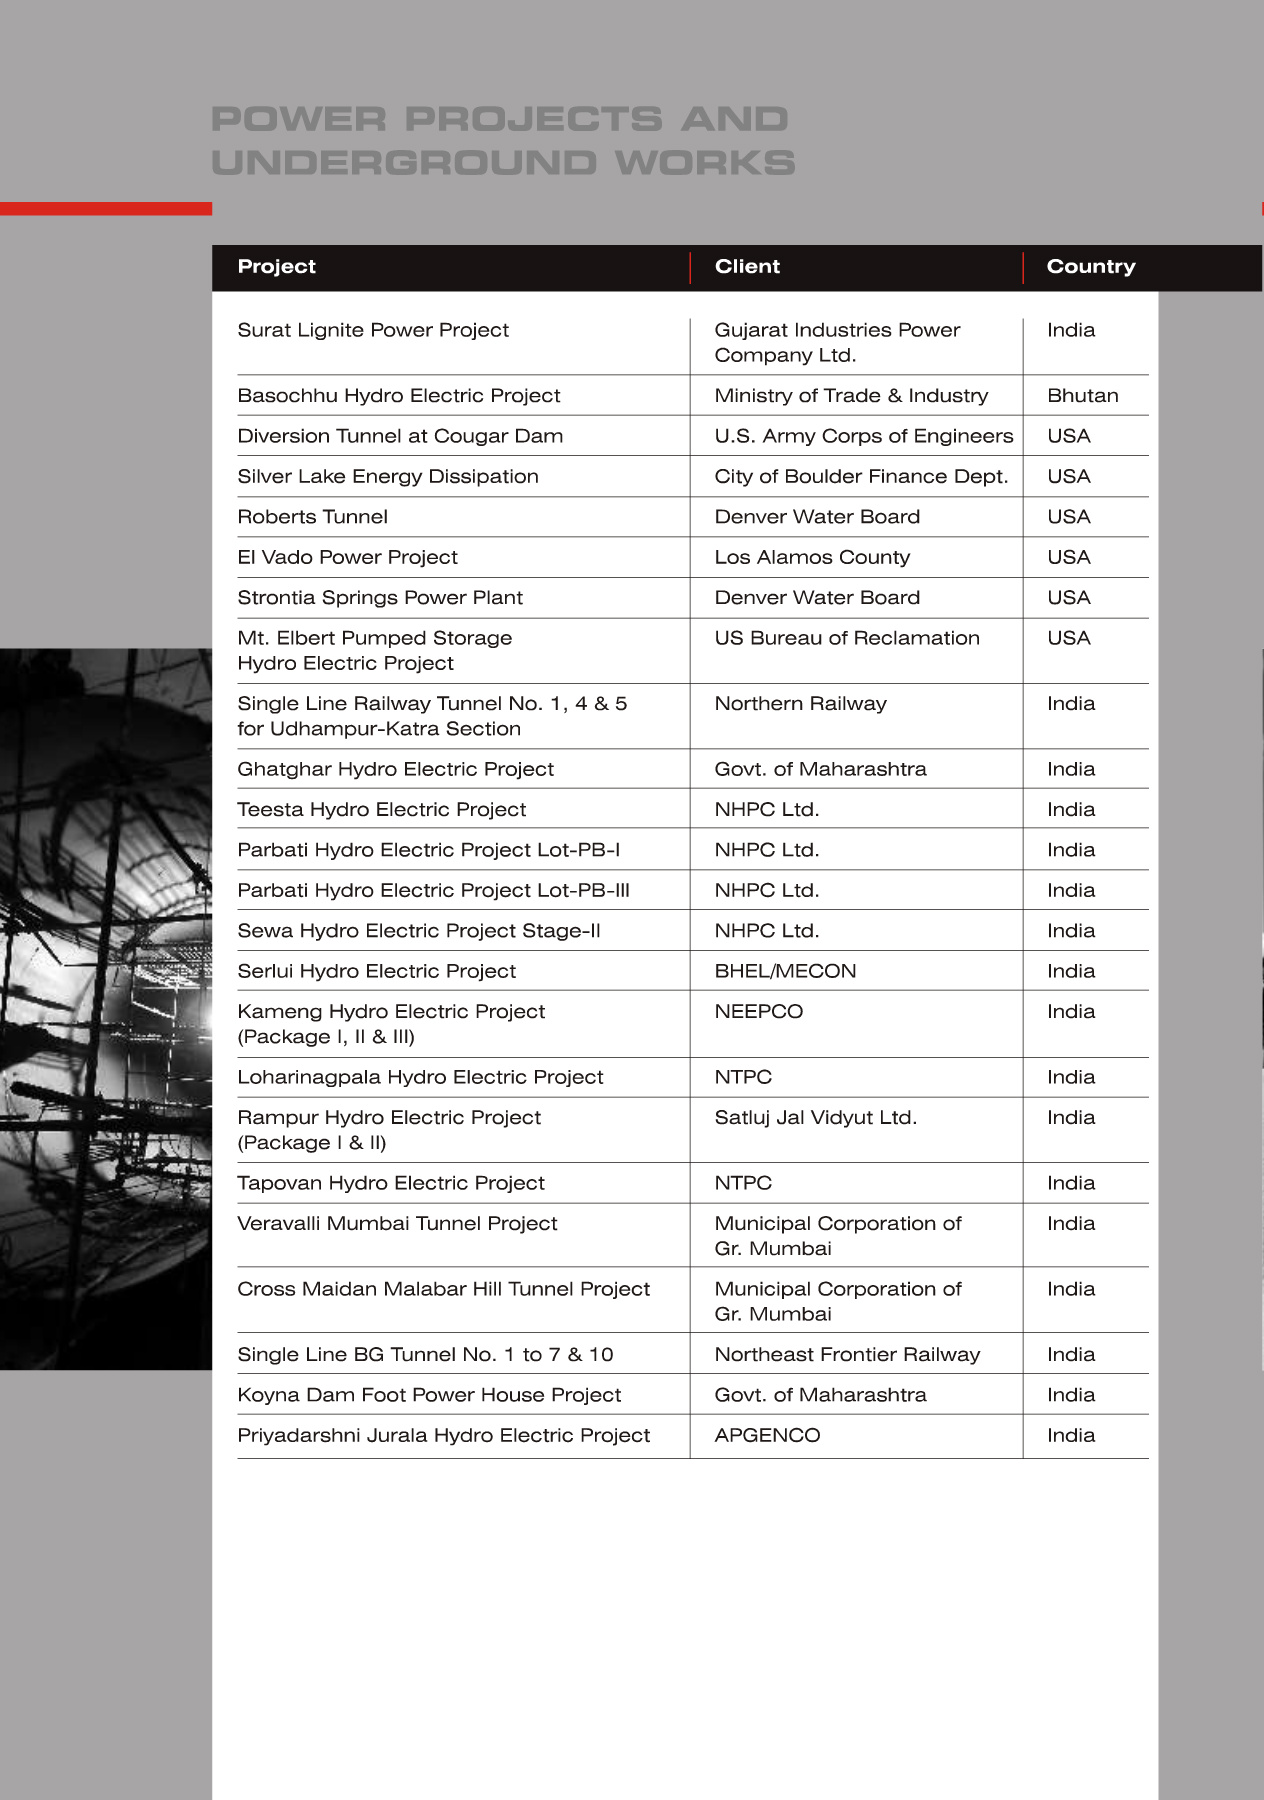 POWER PROJECTS AND
UNDERGROUND WORKS
Project Client Country
Surat Lignite Power Project Gujarat Industries Power India
Company Ltd.
Basochhu Hydro Electric Project Ministry of Trade & Industry Bhutan
Diversion Tunnel at Cougar Dam U.S. Army Corps of Engineers USA
Silver Lake Energy Dissipation City of Boulder Finance Dept. USA
Roberts Tunnel Denver Water Board USA
El Vado Power Project Los Alamos County USA
Strontia Springs Power Plant Denver Water Board USA
Mt. Elbert Pumped Storage US Bureau of Reclamation USA
Hydro Electric Project
Single Line Railway Tunnel No. 1, 4 & 5 Northern Railway India
for Udhampur-Katra Section
Ghatghar Hydro Electric Project Govt. of Maharashtra India
Teesta Hydro Electric Project NHPC Ltd. India
Parbati Hydro Electric Project Lot-PB-I NHPC Ltd. India
Parbati Hydro Electric Project Lot-PB-III NHPC Ltd. India
Sewa Hydro Electric Project Stage-II NHPC Ltd. India
Serlui Hydro Electric Project BHEL/MECON India
Kameng Hydro Electric Project NEEPCO India
(Package I, II & III)
Loharinagpala Hydro Electric Project NTPC India
Rampur Hydro Electric Project Satluj Jal Vidyut Ltd. India
(Package I & II)
Tapovan Hydro Electric Project NTPC India
Veravalli Mumbai Tunnel Project Municipal Corporation of India
Gr. Mumbai
Cross Maidan Malabar Hill Tunnel Project Municipal Corporation of India
Gr. Mumbai
Single Line BG Tunnel No. 1 to 7 & 10 Northeast Frontier Railway India
Koyna Dam Foot Power House Project Govt. of Maharashtra India
Priyadarshni Jurala Hydro Electric Project APGENCO India